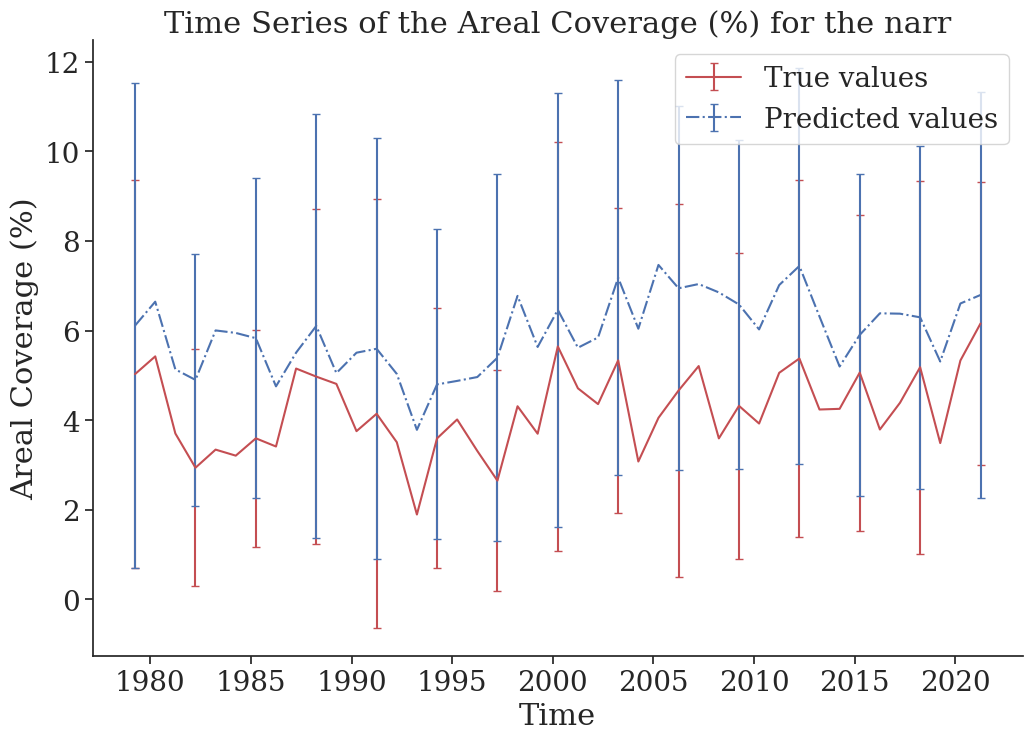 Time Series of the Areal Coverage (%) for the narr
True values
Predicted values
Areal Coverage (%)
12
10
8
6
4
2
0
1980 1985 1990 1995 2000 2005 2010 2015 2020
Time